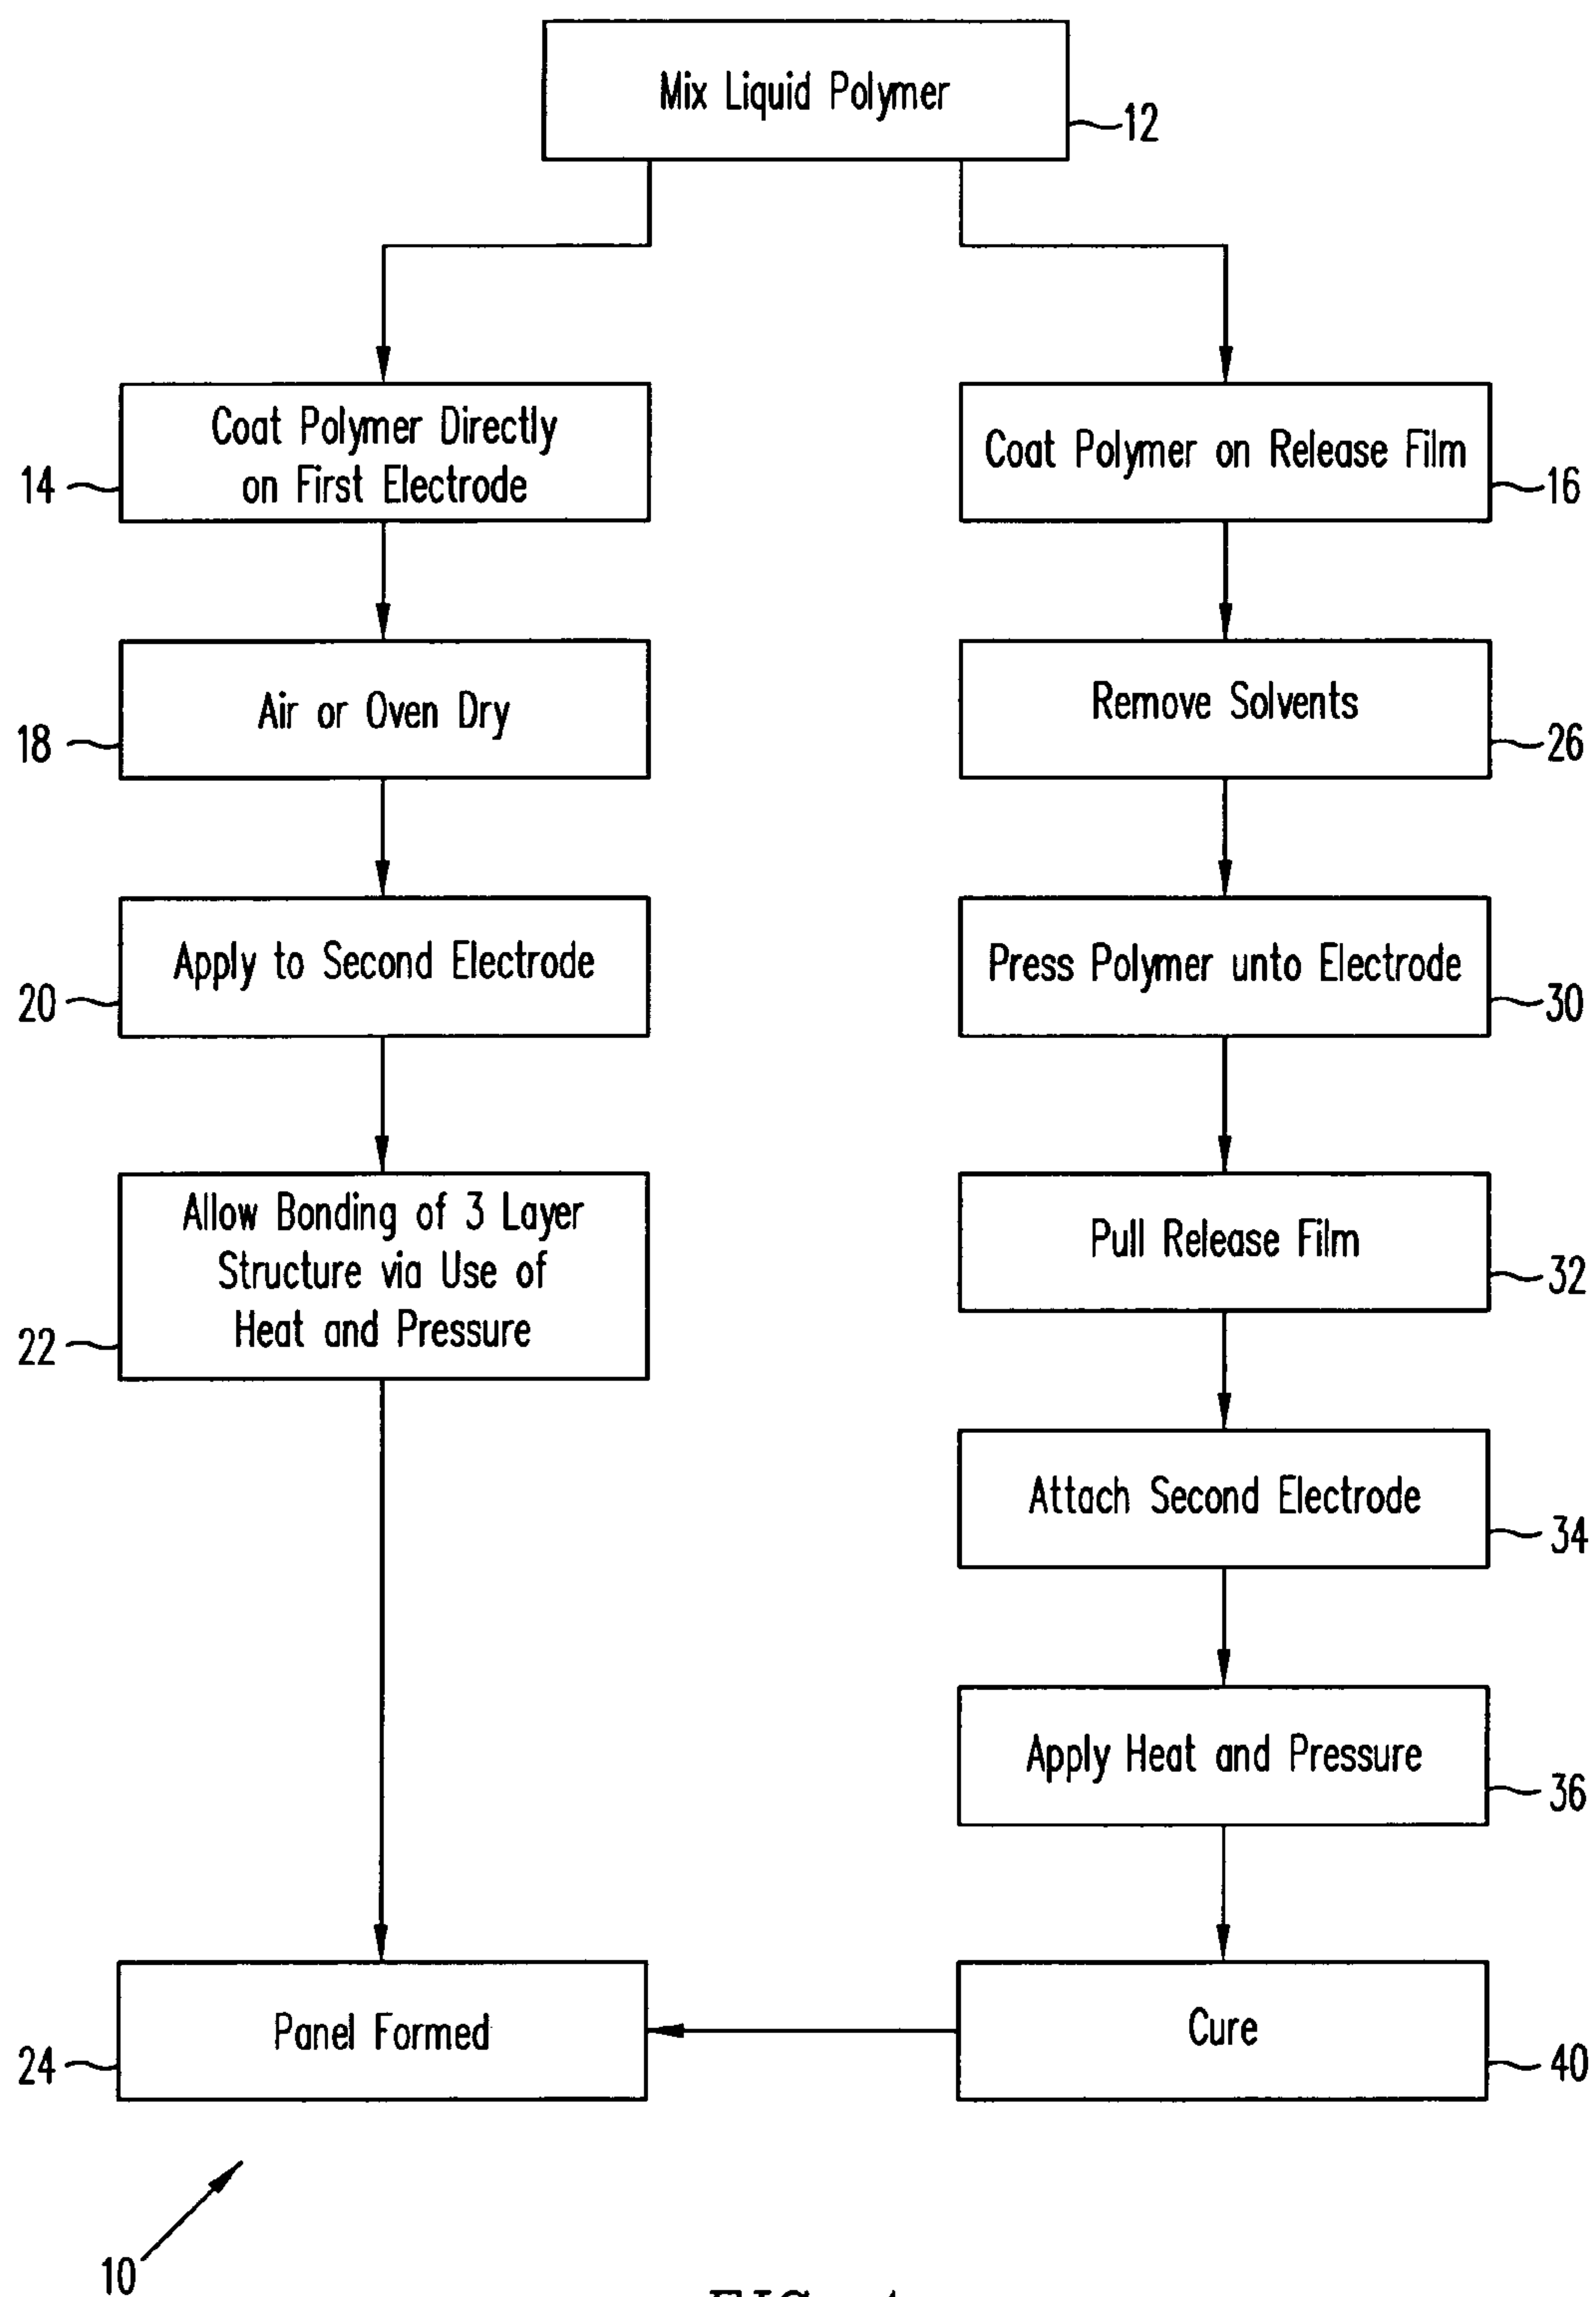 Mix Liquid Polymer
12
Coat Polymer Directly
on First Electrode
14
Coat Polymer on Release Film
16
Air or Oven Dry
18
Remove Solvents
26
Apply to Second Electrode
20
Press Polymer unto Electrode
30
Allow Bonding of 3 Layer
Structure via Use of
Heat and Pressure
22
Pull Release Film
32
Attach Second Electrode
34
Apply Heat and Pressure
36
Panel Formed
24
Cure
40
10